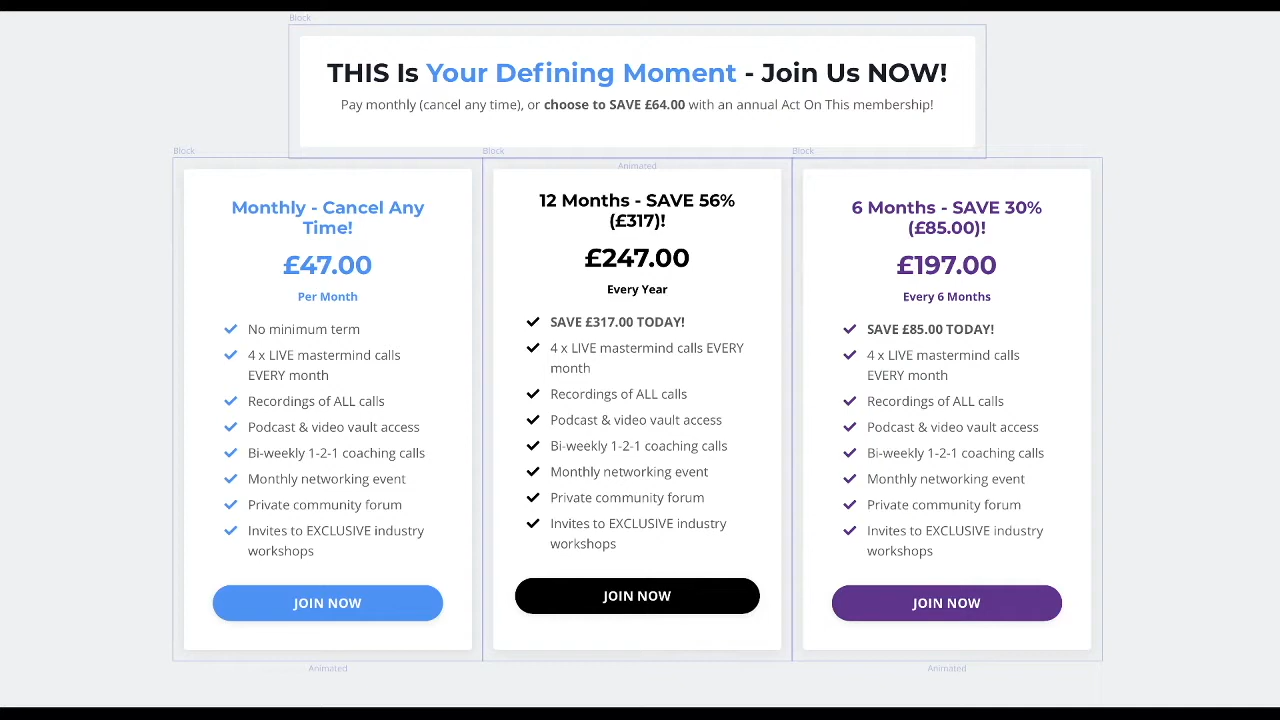 Block
THIS Is Your Defining Moment - Join Us NOW!
Pay monthly (cancel any time), or choose to SAVE £64.00 with an annual Act On This membership!
Block
Monthly - Cancel Any
Time!
£47.00
Per Month
No minimum term
4 x LIVE mastermind calls
EVERY month
Recordings of ALL calls
Podcast & video vault access
Bi-weekly 1-2-1 coaching calls
Monthly networking event
Private community forum
Invites to EXCLUSIVE industry
workshops
JOIN NOW
Animated
Block
Animated
12 Months - SAVE 56%
(£317)!
£247.00
Every Year
SAVE £317.00 TODAY!
4 x LIVE mastermind calls EVERY
month
Recordings of ALL calls
Podcast & video vault access
Bi-weekly 1-2-1 coaching calls
Monthly networking event
Private community forum
Invites to EXCLUSIVE industry
workshops
JOIN NOW
Block
6 Months - SAVE 30%
(£85.00)!
£197.00
Every 6 Months
SAVE £85.00 TODAY!
4 x LIVE mastermind calls
EVERY month
Recordings of ALL calls
Podcast & video vault access
Bi-weekly 1-2-1 coaching calls
Monthly networking event
Private community forum
Invites to EXCLUSIVE industry
workshops
JOIN NOW
Animated